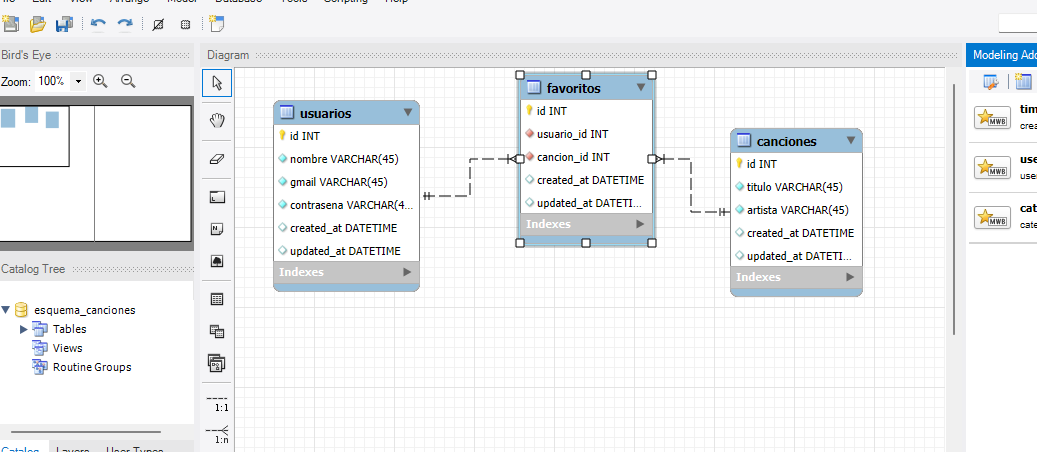 Bird's Eye
Zoom: 100%
Catalog Tree
esquema_canciones
Tables
Views
Routine Groups
Diagram
1:1
1:n
usuarios
id INT
nombre VARCHAR(45)
gmail VARCHAR(45)
contrasena VARCHAR(4...
created_at DATETIME
updated_at DATETIME
Indexes
favoritos
id INT
usuario_id INT
cancion_id INT
created_at DATETIME
updated_at DATETI...
Indexes
canciones
id INT
titulo VARCHAR(45)
artista VARCHAR(45)
created_at DATETIME
updated_at DATETI...
Indexes
Modeling Add
MWB
tim
crea
MWB
use
user
MWB
cat
cate
Catalog Layers User Types